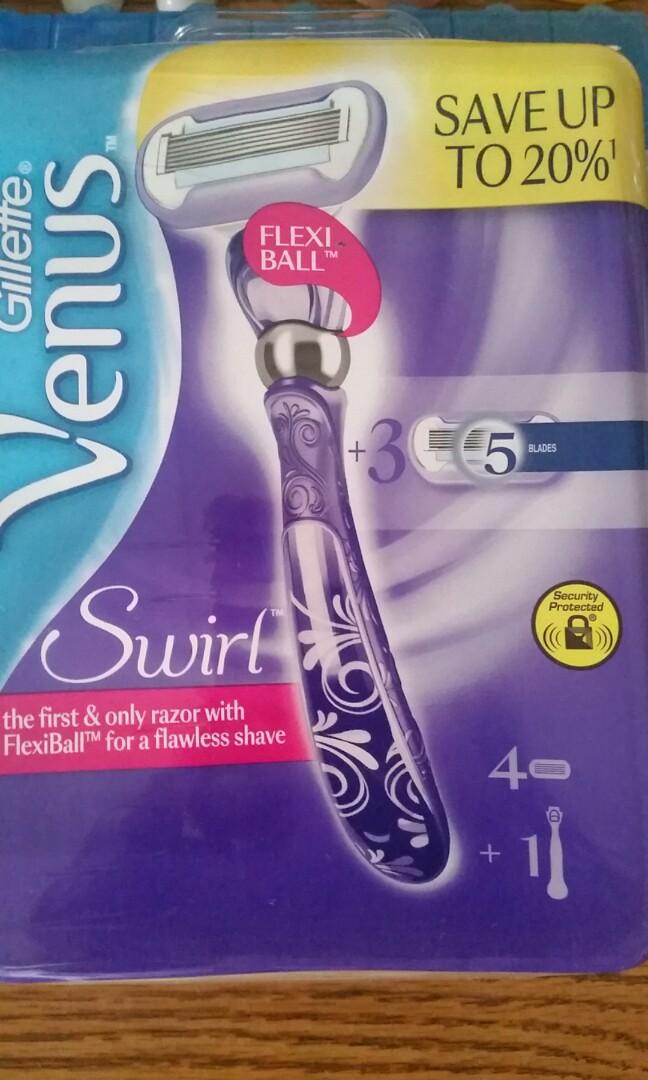 Gillette®
Venus™
SAVE UP
TO 20%¹
FLEXI
BALL™
+3
5 BLADES
Security
Protected
®
Swirl™
the first & only razor with
FlexiBall™ for a flawless shave
4
+ 1